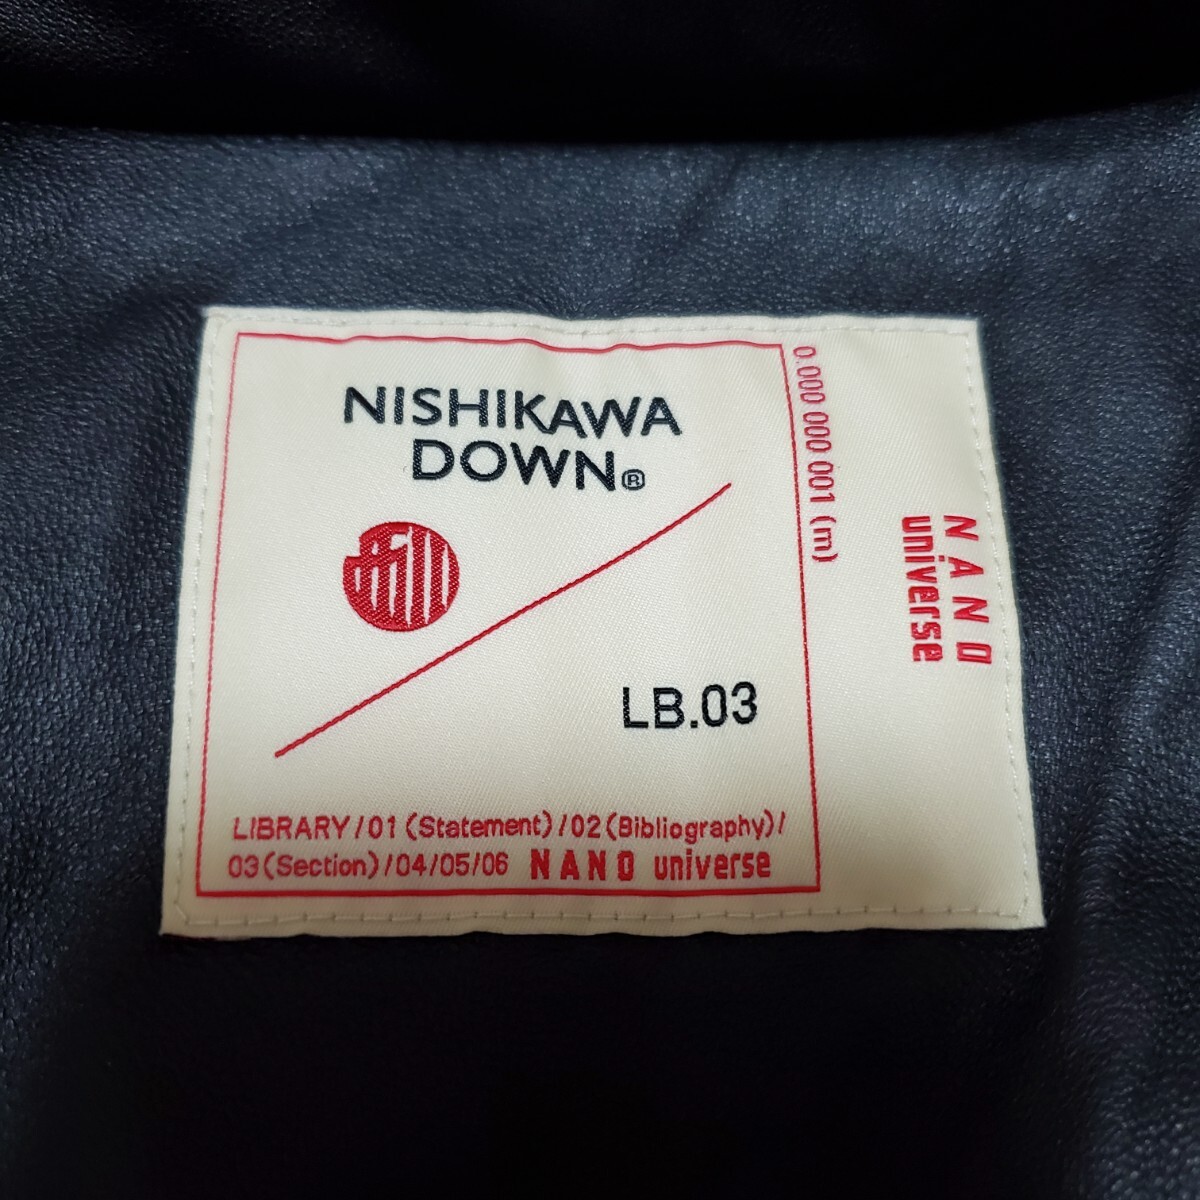 NISHIKAWA
DOWN®
LB.03
LIBRARY/01(Statement)/02(Bibliography)/
03(Section)/04/05/06 NANO universe
0.000 000 001 (m)
NANO
universe